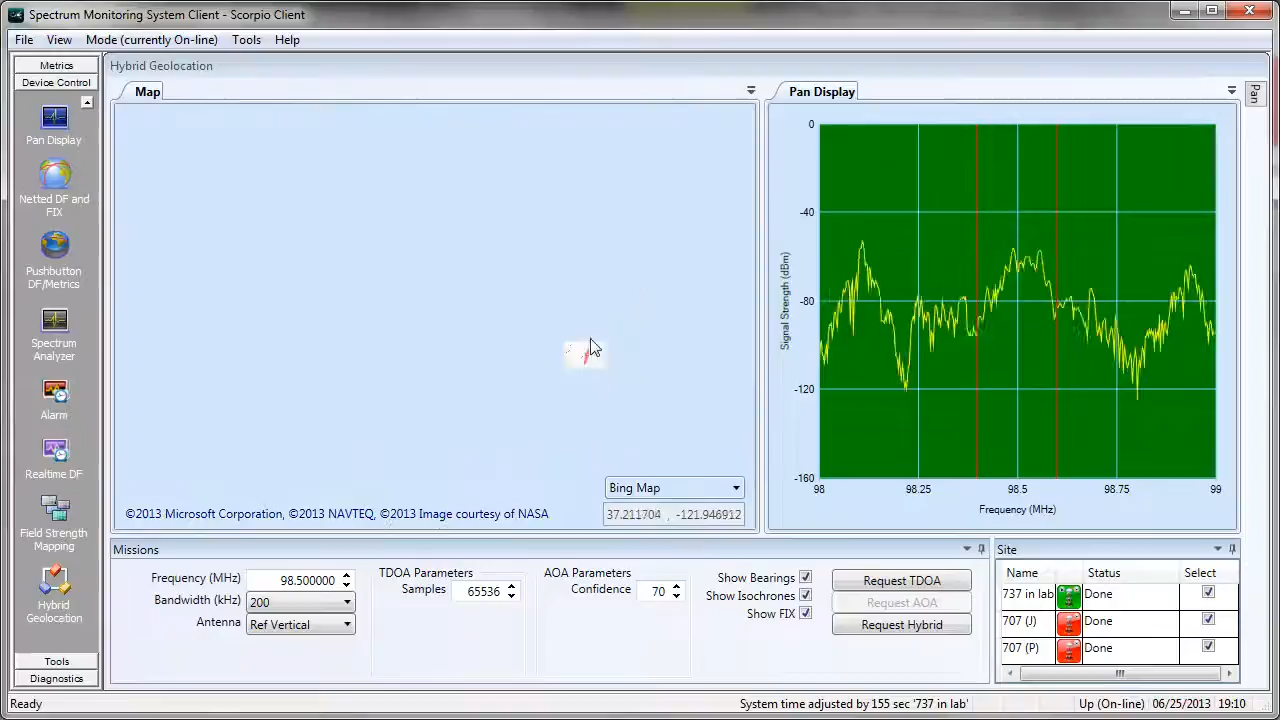 Spectrum Monitoring System Client - Scorpio Client
File View Mode (currently On-line) Tools Help
Metrics
Device Control
Pan Display
Netted DF and
FIX
Pushbutton
DF/Metrics
Spectrum
Analyzer
Alarm
Realtime DF
Field Strength
Mapping
Hybrid
Geolocation
Tools
Diagnostics
Hybrid Geolocation
Map
Bing Map
©2013 Microsoft Corporation, ©2013 NAVTEQ, ©2013 Image courtesy of NASA
37.211704 , -121.946912
Pan Display
Pan
Signal Strength (dBm)
0
-40
-80
-120
-160
98 98.25 98.5 98.75 99
Frequency (MHz)
Missions
Frequency (MHz) 98.500000
Bandwidth (kHz) 200
Antenna Ref Vertical
TDOA Parameters
Samples 65536
AOA Parameters
Confidence 70
Show Bearings
Show Isochrones
Show FIX
Request TDOA
Request AOA
Request Hybrid
Site
Name Status Select
737 in lab Done
707 (J) Done
707 (P) Done
Ready System time adjusted by 155 sec '737 in lab' Up (On-line) 06/25/2013 19:10